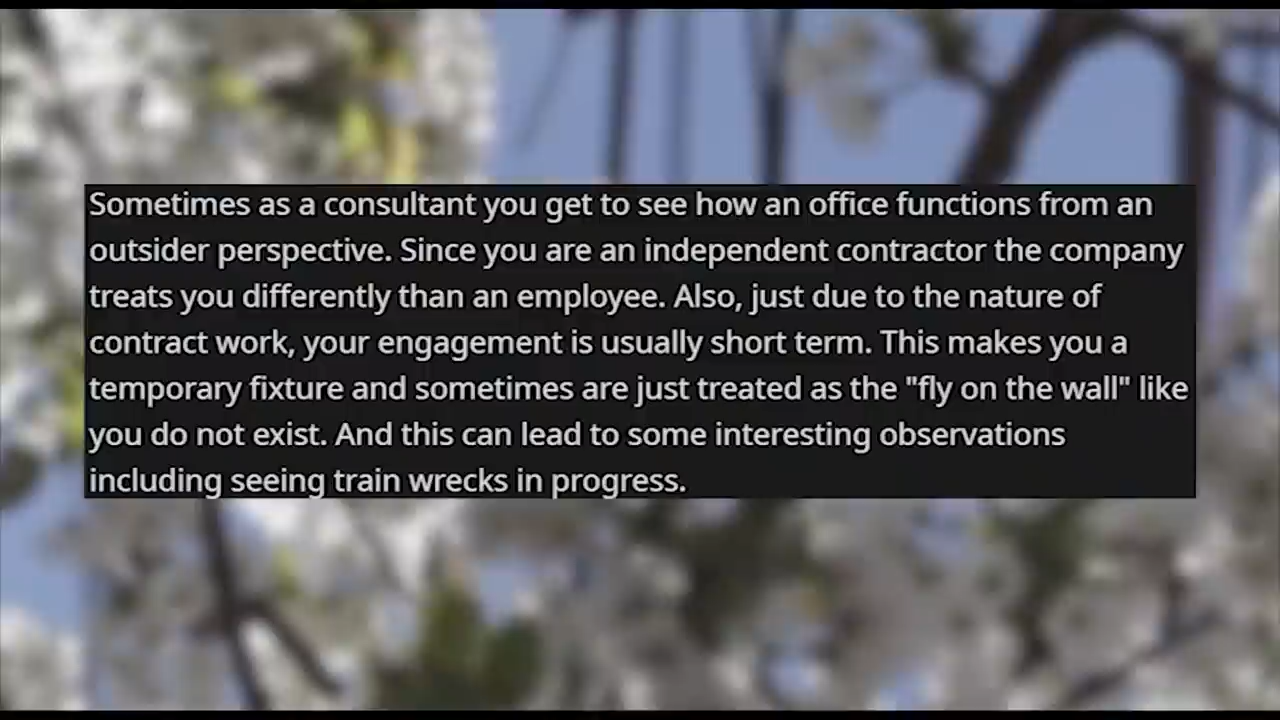 Sometimes as a consultant you get to see how an office functions from an
outsider perspective. Since you are an independent contractor the company
treats you differently than an employee. Also, just due to the nature of
contract work, your engagement is usually short term. This makes you a
temporary fixture and sometimes are just treated as the "fly on the wall" like
you do not exist. And this can lead to some interesting observations
including seeing train wrecks in progress.